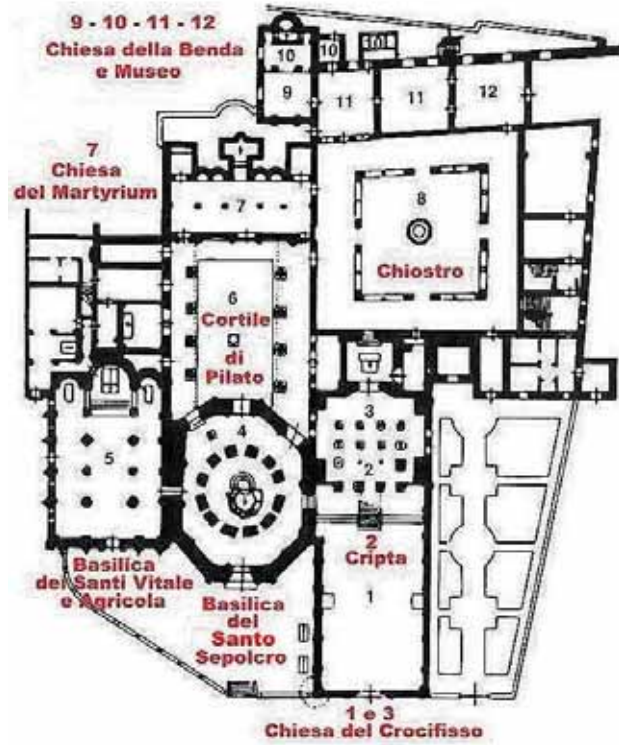 9 - 10 - 11 - 12
Chiesa della Benda
e Museo
10
10
10
9
11
11
12
7
Chiesa
del Martyrium
7
8
Chiostro
6
Cortile
di
Pilato
3
4
5
2
2
Cripta
1
Basilica
dei Santi Vitale
e Agricola
Basilica
del
Santo
Sepolcro
1 e 3
Chiesa del Crocifisso